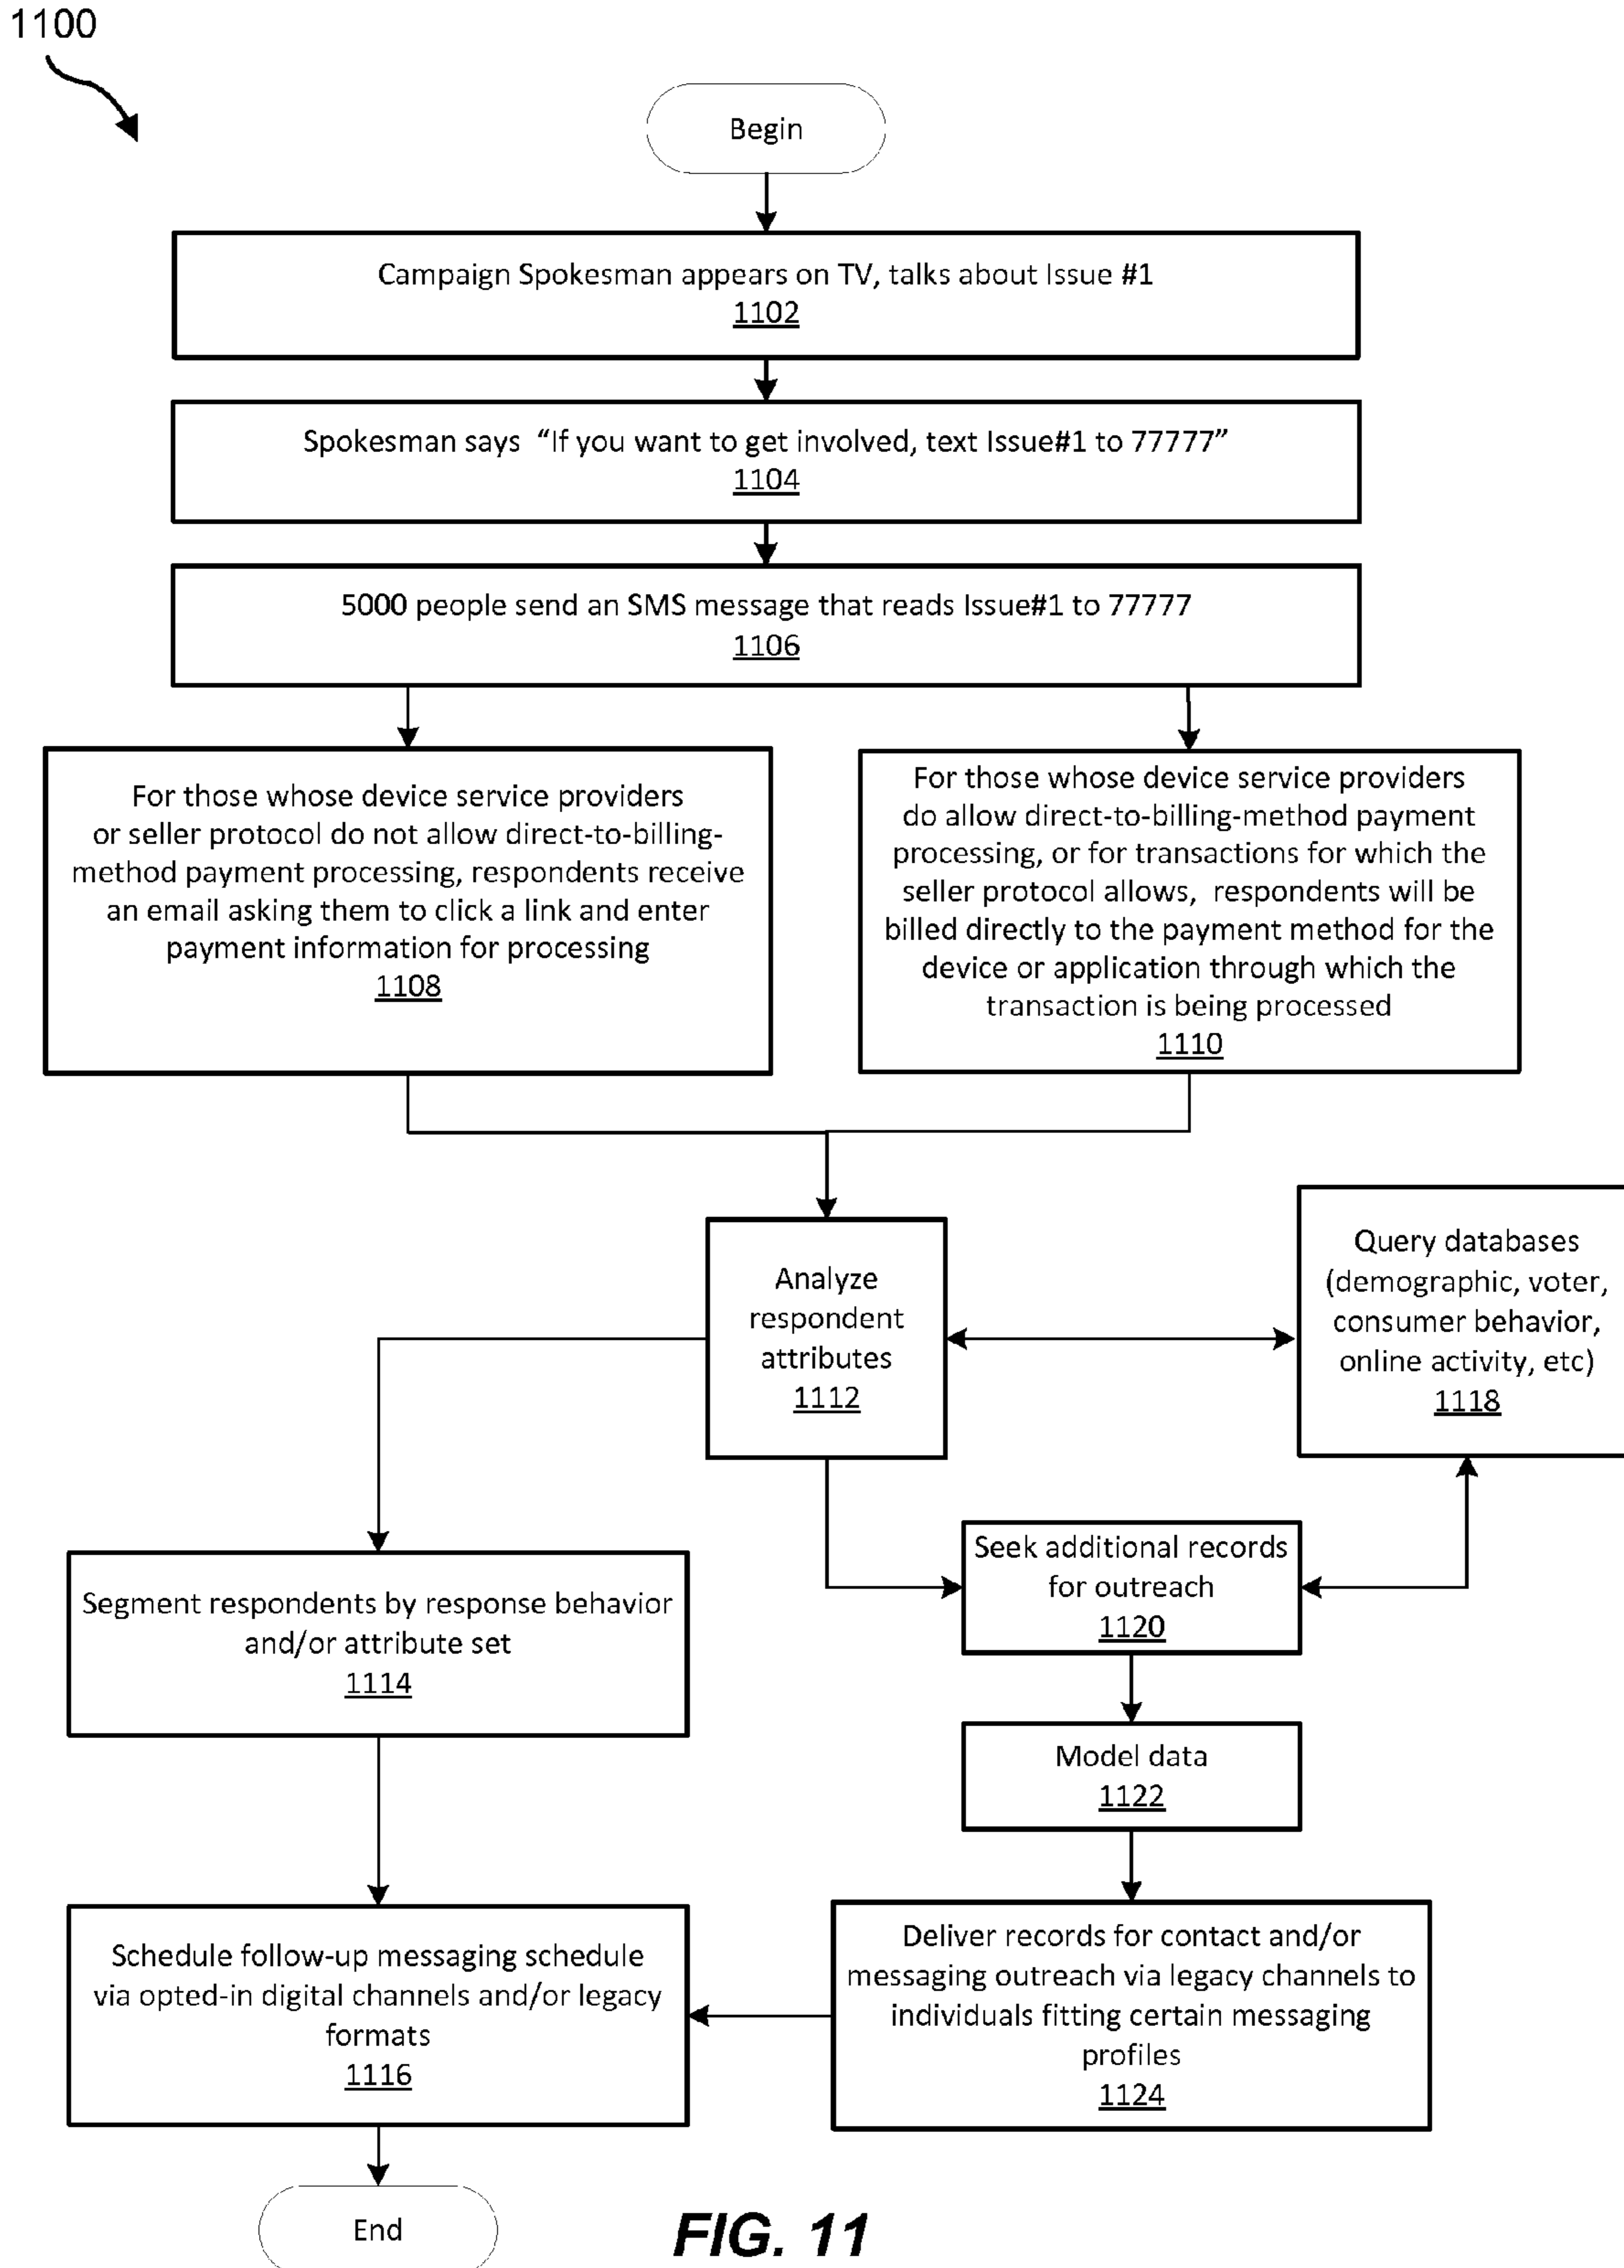 1100
Begin
Campaign Spokesman appears on TV, talks about Issue #1
1102
Spokesman says “If you want to get involved, text Issue#1 to 77777”
1104
5000 people send an SMS message that reads Issue#1 to 77777
1106
For those whose device service providers
or seller protocol do not allow direct-to-billing-
method payment processing, respondents receive
an email asking them to click a link and enter
payment information for processing
1108
For those whose device service providers
do allow direct-to-billing-method payment
processing, or for transactions for which the
seller protocol allows, respondents will be
billed directly to the payment method for the
device or application through which the
transaction is being processed
1110
Analyze
respondent
attributes
1112
Query databases
(demographic, voter,
consumer behavior,
online activity, etc)
1118
Segment respondents by response behavior
and/or attribute set
1114
Seek additional records
for outreach
1120
Model data
1122
Schedule follow-up messaging schedule
via opted-in digital channels and/or legacy
formats
1116
Deliver records for contact and/or
messaging outreach via legacy channels to
individuals fitting certain messaging
profiles
1124
End
FIG. 11